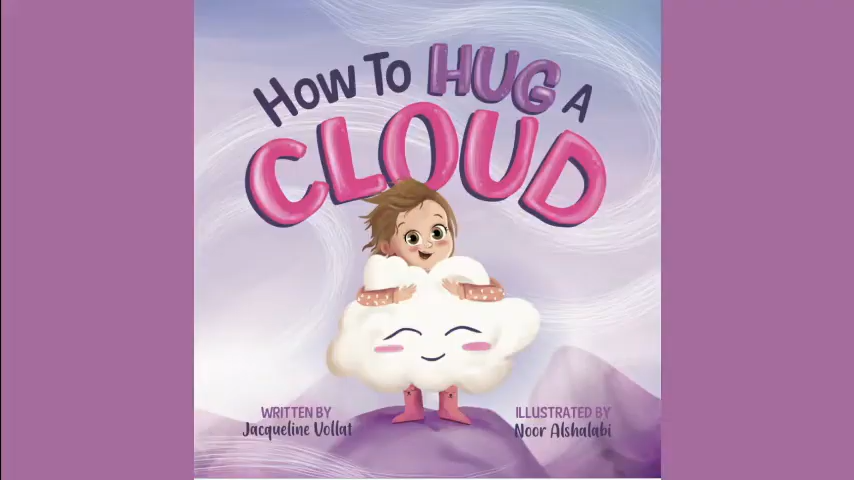 How To HUG A
CLOUD
WRITTEN BY
Jacqueline Vollat
ILLUSTRATED BY
Noor Alshalabi